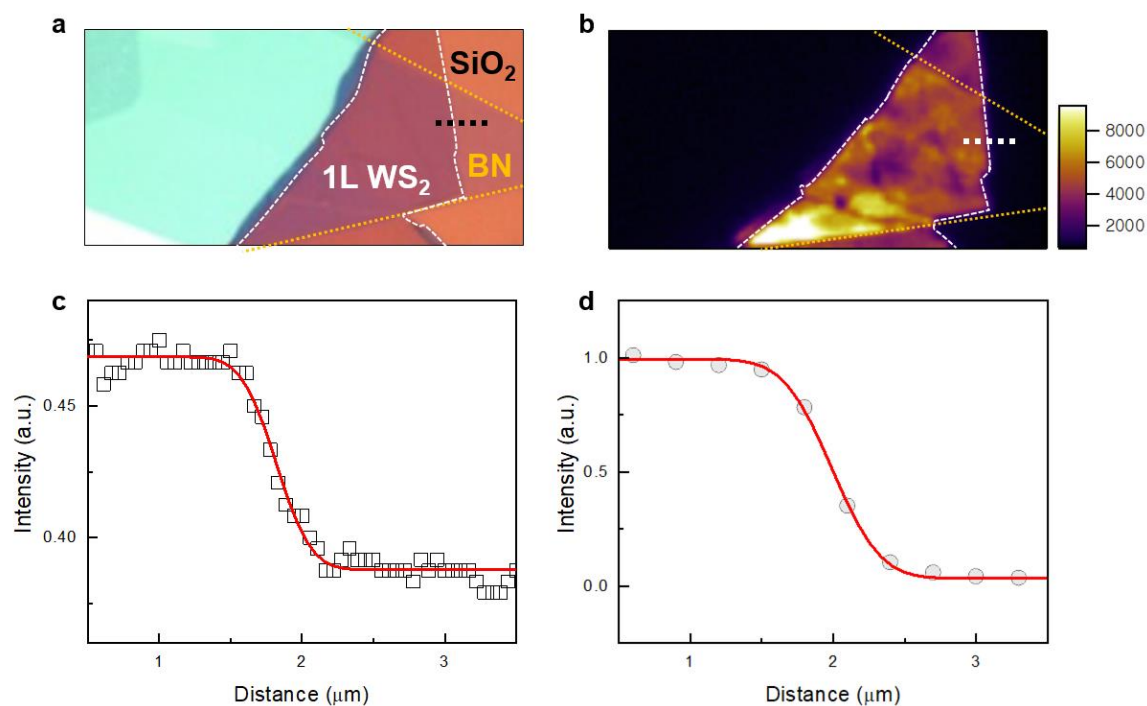 a
SiO₂
1L WS₂
BN
b
8000
6000
4000
2000
c
Intensity (a.u.)
0.45
0.40
1
2
3
Distance (μm)
d
Intensity (a.u.)
1.0
0.5
0.0
1
2
3
Distance (μm)